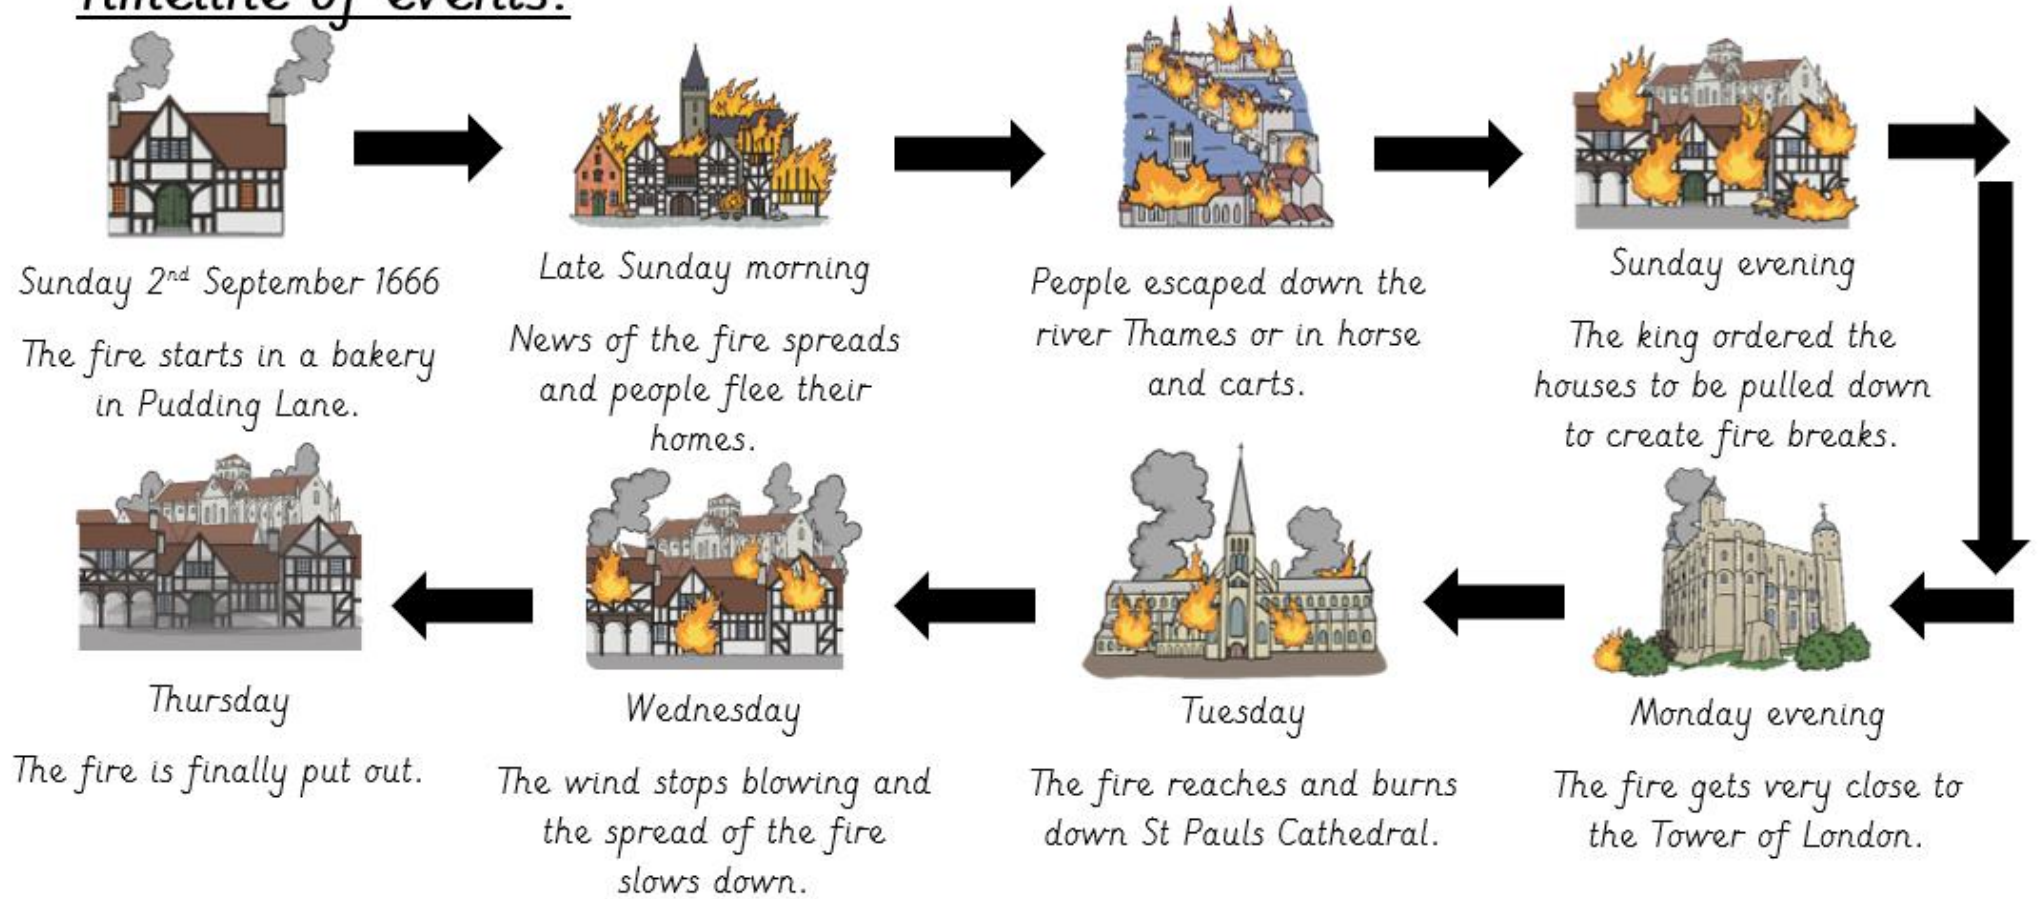 Timeline of events:
Sunday 2nd September 1666
The fire starts in a bakery
in Pudding Lane.
Late Sunday morning
News of the fire spreads
and people flee their
homes.
People escaped down the
river Thames or in horse
and carts.
Sunday evening
The king ordered the
houses to be pulled down
to create fire breaks.
Monday evening
The fire gets very close to
the Tower of London.
Tuesday
The fire reaches and burns
down St Pauls Cathedral.
Wednesday
The wind stops blowing and
the spread of the fire
slows down.
Thursday
The fire is finally put out.